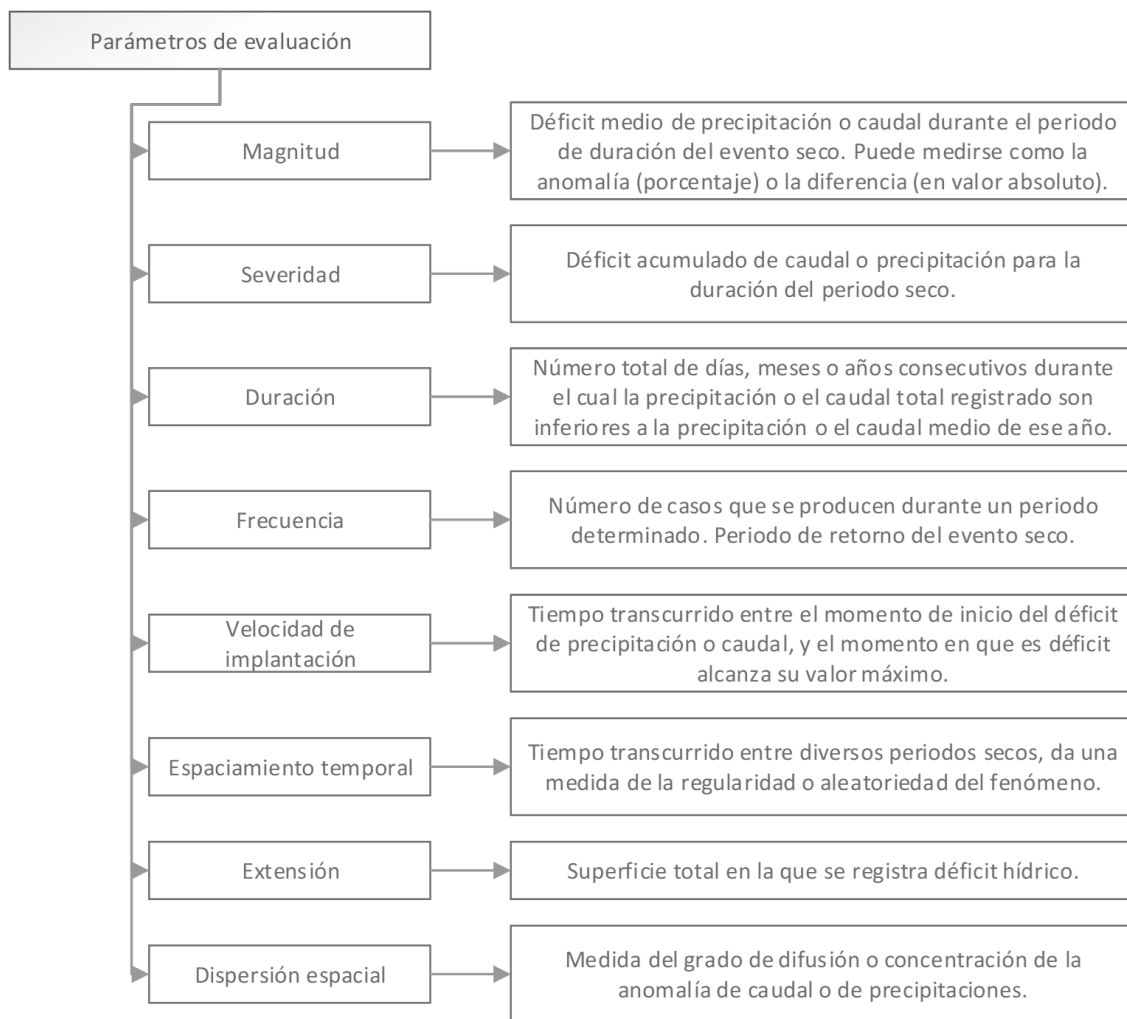 Parámetros de evaluación
Magnitud
Déficit medio de precipitación o caudal durante el periodo
de duración del evento seco. Puede medirse como la
anomalía (porcentaje) o la diferencia (en valor absoluto).
Severidad
Déficit acumulado de caudal o precipitación para la
duración del periodo seco.
Duración
Número total de días, meses o años consecutivos durante
el cual la precipitación o el caudal total registrado son
inferiores a la precipitación o el caudal medio de ese año.
Frecuencia
Número de casos que se producen durante un periodo
determinado. Periodo de retorno del evento seco.
Velocidad de
implantación
Tiempo transcurrido entre el momento de inicio del déficit
de precipitación o caudal, y el momento en que es déficit
alcanza su valor máximo.
Espaciamiento temporal
Tiempo transcurrido entre diversos periodos secos, da una
medida de la regularidad o aleatoriedad del fenómeno.
Extensión
Superficie total en la que se registra déficit hídrico.
Dispersión espacial
Medida del grado de difusión o concentración de la
anomalía de caudal o de precipitaciones.